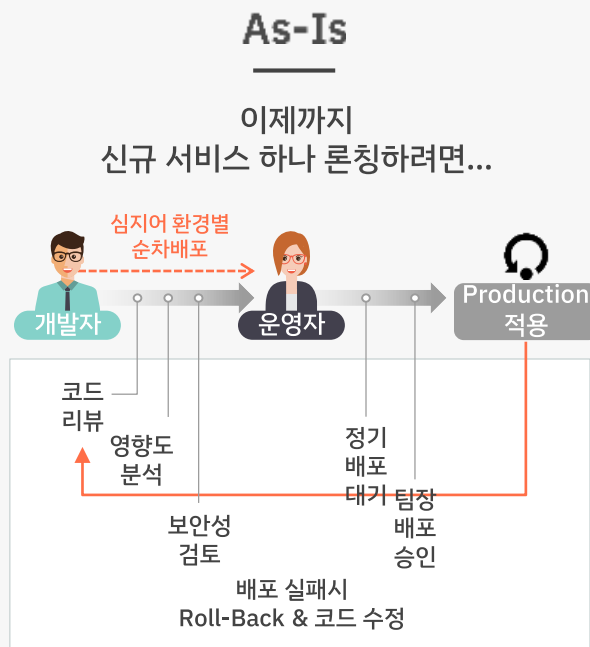 As-Is
이제까지
신규 서비스 하나 론칭하려면...
심지어 환경별
순차배포
개발자
운영자
Production
적용
코드
리뷰
영향도
분석
보안성
검토
정기
배포
대기
팀장
배포
승인
배포 실패시
Roll-Back & 코드 수정